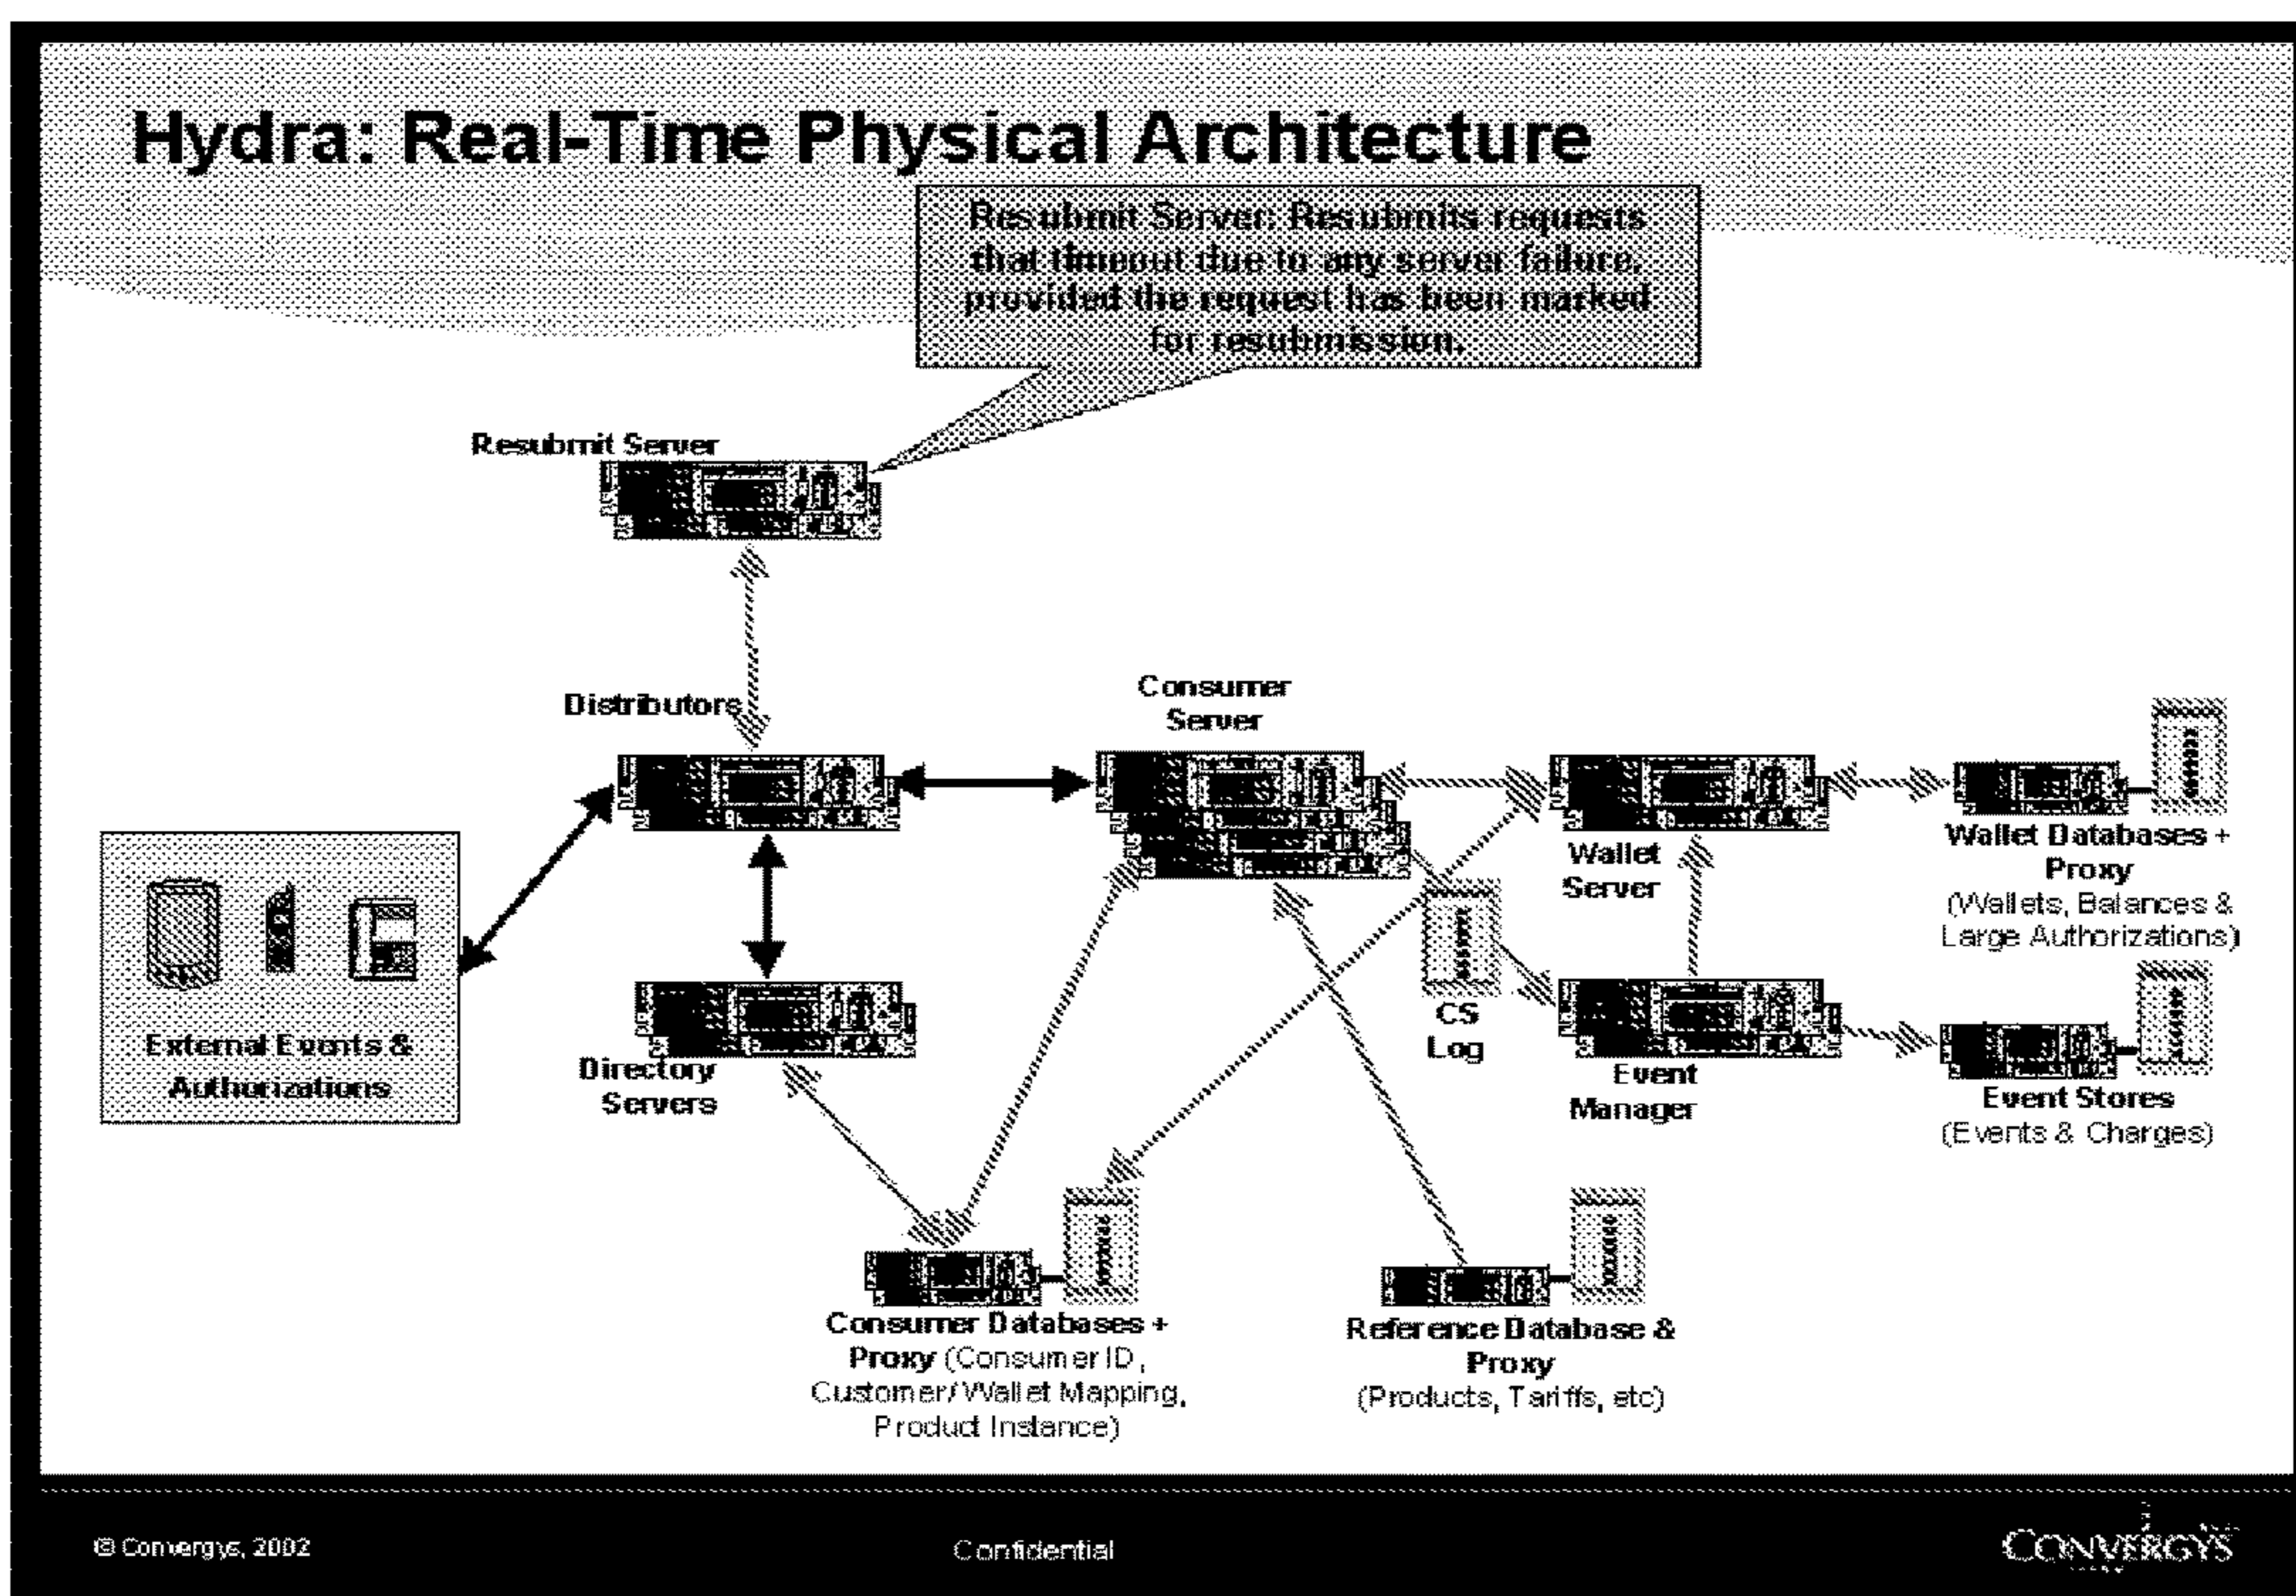 Hydra: Real-Time Physical Architecture
Resubmit Server: Resubmits requests
that timeout due to any server failure,
provided the request has been marked
for resubmission.
Resubmit Server
Distributors
Consumer
Server
Wallet
Server
Wallet Databases +
Proxy
(Wallets, Balances &
Large Authorizations)
External Events &
Authorizations
Directory
Servers
CS
Log
Event
Manager
Event Stores
(Events & Charges)
Consumer Databases +
Proxy (Consumer ID,
Customer/Wallet Mapping,
Product Instance)
Reference Database &
Proxy
(Products, Tariffs, etc)
© Convergys, 2002
Confidential
CONVERGYS